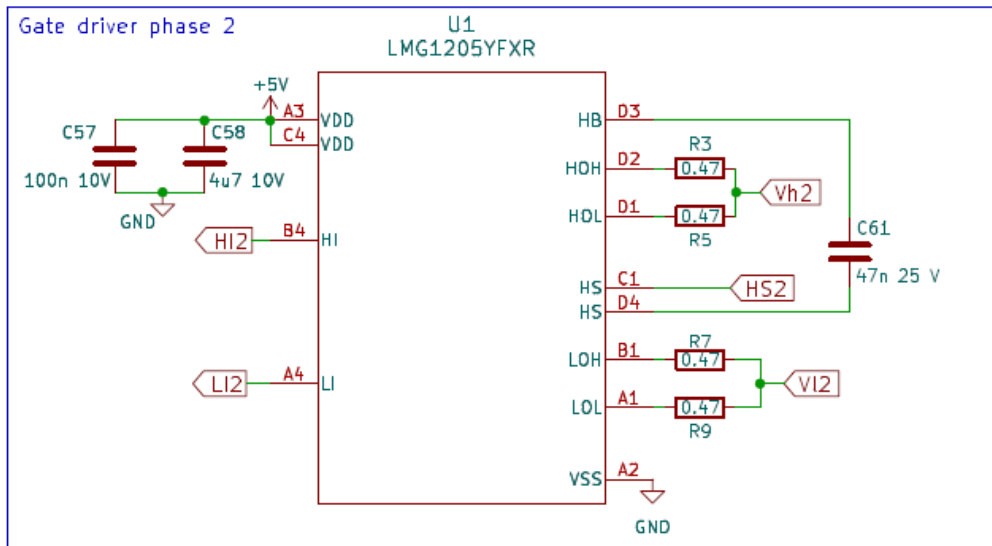 Gate driver phase 2
U1
LMG1205YFXR
+5V
A3
VDD
C4
VDD
C57
100n 10V
C58
4u7 10V
GND
B4
HI
HI2
A4
LI
LI2
HB
D3
HOH
D2
R3
0.47
HOL
D1
0.47
R5
Vh2
C61
47n 25 V
HS
C1
HS2
HS
D4
LOH
B1
R7
0.47
LOL
A1
0.47
R9
Vl2
VSS
A2
GND